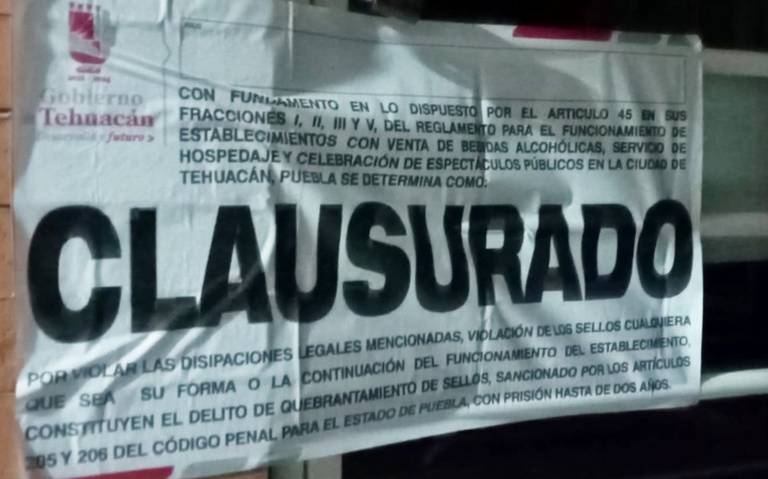 Gobierno
Tehuacán
Desarrollo y futuro >
CON FUNDAMENTO EN LO DISPUESTO POR EL ARTICULO 45 EN SUS
FRACCIONES I, II, III Y V, DEL REGLAMENTO PARA EL FUNCIONAMIENTO DE
ESTABLECIMIENTOS CON VENTA DE BEBIDAS ALCOHÓLICAS, SERVICIO DE
HOSPEDAJE Y CELEBRACIÓN DE ESPECTÁCULOS PÚBLICOS EN LA CIUDAD DE
TEHUACÁN, PUEBLA SE DETERMINA COMO:
CLAUSURADO
POR VIOLAR LAS DISIPACIONES LEGALES MENCIONADAS, VIOLACIÓN DE LOS SELLOS CUALQUIERA
QUE SEA SU FORMA O LA CONTINUACIÓN DEL FUNCIONAMIENTO DEL ESTABLECIMIENTO,
CONSTITUYEN EL DELITO DE QUEBRANTAMIENTO DE SELLOS, SANCIONADO POR LOS ARTÍCULOS
205 Y 206 DEL CÓDIGO PENAL PARA EL ESTADO DE PUEBLA, CON PRISIÓN HASTA DE DOS AÑOS.